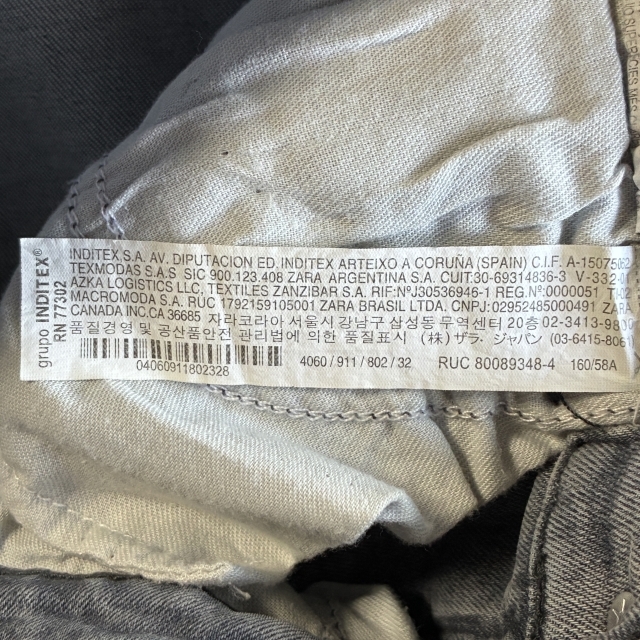 grupo INDITEX®
RN 77302
INDITEX S.A. AV. DIPUTACION ED. INDITEX ARTEIXO A CORUÑA (SPAIN) C.I.F. A-15075062
TEXMODAS S.A.S SIC 900.123.408 ZARA ARGENTINA S.A. CUIT:30-69314836-3 V-332-01
AZKA LOGISTICS LLC, TEXTILES ZANZIBAR S.A. RIF:NºJ30536946-1 REG.Nº:0000051
MACROMODA S.A. RUC 1792159105001 ZARA BRASIL LTDA. CNPJ: 02952485000491 ZARA
CANADA INC.CA 36685 자라코리아 서울시강남구 삼성동 무역센터 20층 02-3413-9800
품질경영 및 공산품안전 관리법에 의한 품질표시 (株) ザラ・ジャパン (03-6415-8061)
04060911802328
4060 / 911 / 802 / 32
RUC 80089348-4
160/58A